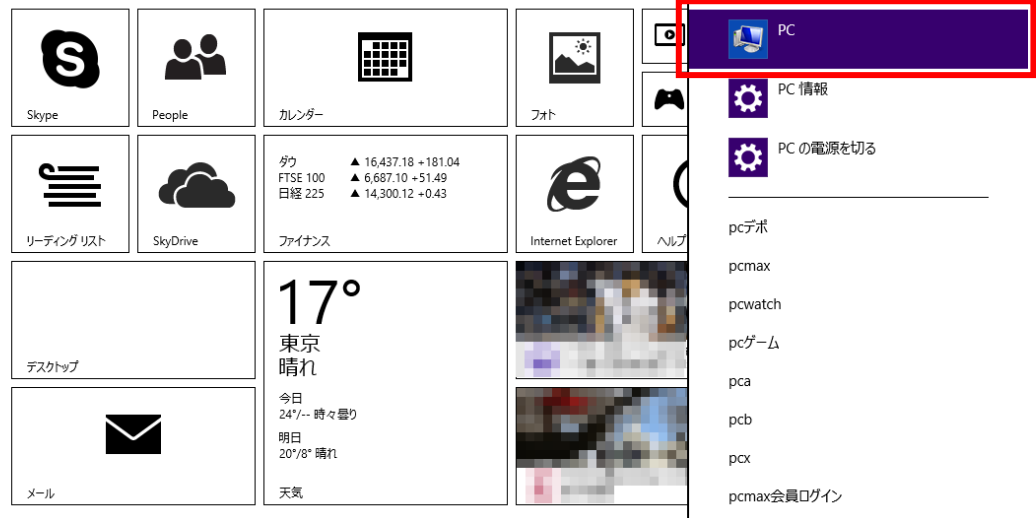 Skype
People
カレンダー
フォト
リーディング リスト
SkyDrive
ダウ ▲ 16,437.18 +181.04
FTSE 100 ▲ 6,687.10 +51.49
日経 225 ▲ 14,300.12 +0.43
ファイナンス
Internet Explorer
ヘルプ
デスクトップ
17°
東京
晴れ
今日
24°/-- 時々曇り
明日
20°/8° 晴れ
天気
メール
PC
PC 情報
PC の電源を切る
pcデポ
pcmax
pcwatch
pcゲーム
pca
pcb
pcx
pcmax会員ログイン